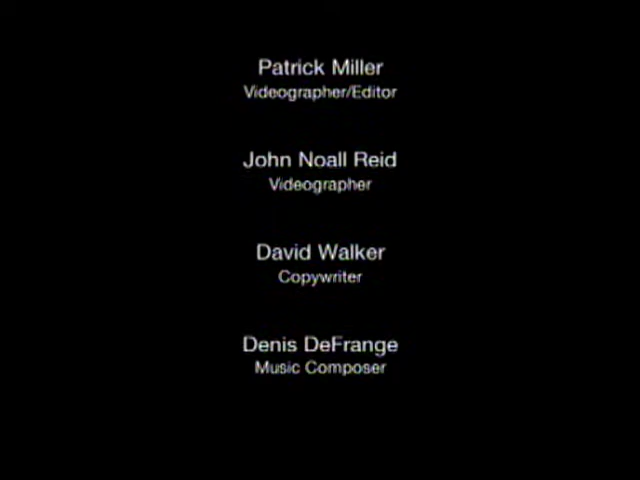 Patrick Miller
Videographer/Editor
John Noall Reid
Videographer
David Walker
Copywriter
Denis DeFrange
Music Composer